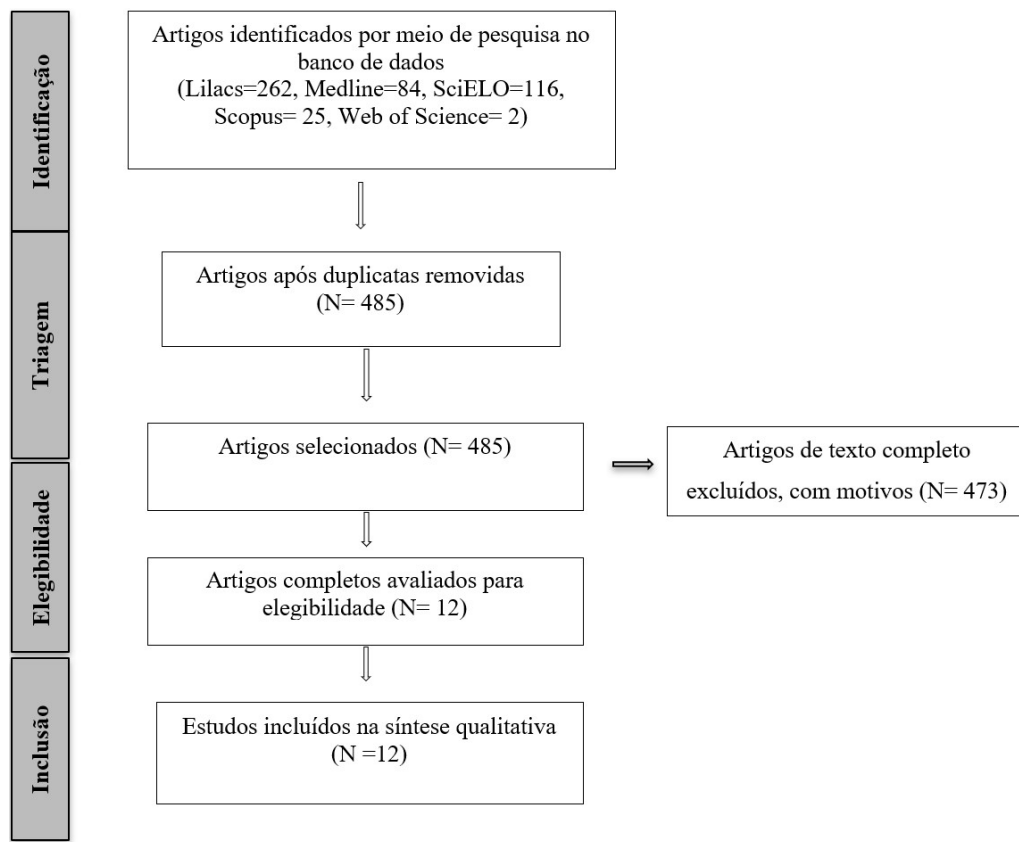 Identificação
Artigos identificados por meio de pesquisa no
banco de dados
(Lilacs=262, Medline=84, SciELO=116,
Scopus= 25, Web of Science= 2)
Triagem
Artigos após duplicatas removidas
(N= 485)
Artigos selecionados (N= 485)
Artigos de texto completo
excluídos, com motivos (N= 473)
Elegibilidade
Artigos completos avaliados para
elegibilidade (N= 12)
Inclusão
Estudos incluídos na síntese qualitativa
(N =12)